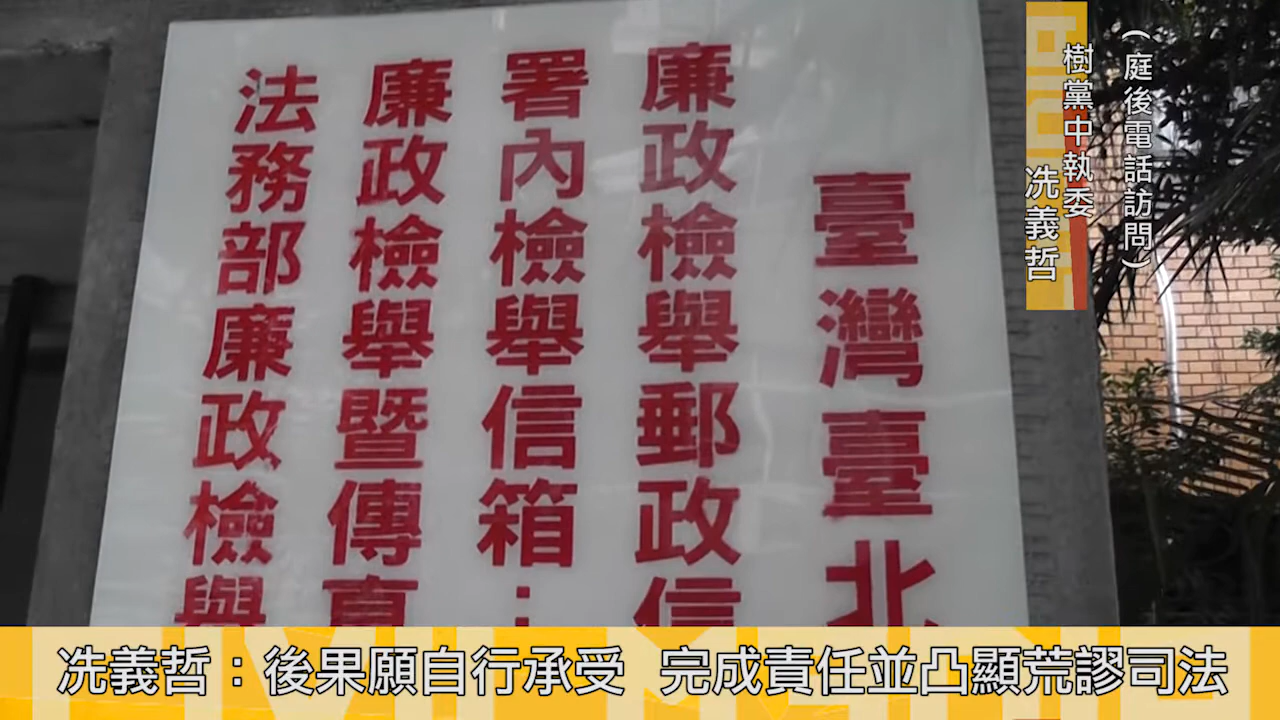 臺灣臺北
廉政檢舉郵政信
署內檢舉信箱：
廉政檢舉暨傳真
法務部廉政檢舉
（庭後電話訪問）
樹黨中執委
冼義哲
冼義哲：後果願自行承受 完成責任並凸顯荒謬司法